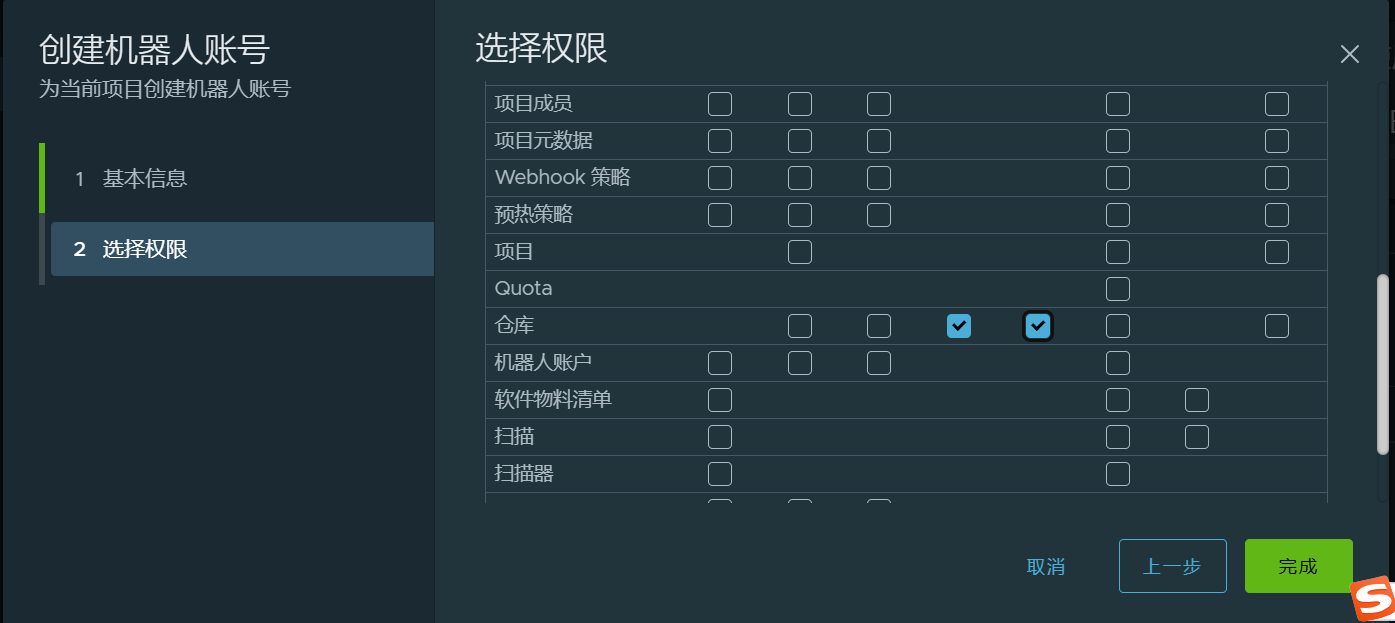 创建机器人账号
为当前项目创建机器人账号
1 基本信息
2 选择权限
选择权限
项目成员
项目元数据
Webhook 策略
预热策略
项目
Quota
仓库
机器人账户
软件物料清单
扫描
扫描器
取消
上一步
完成